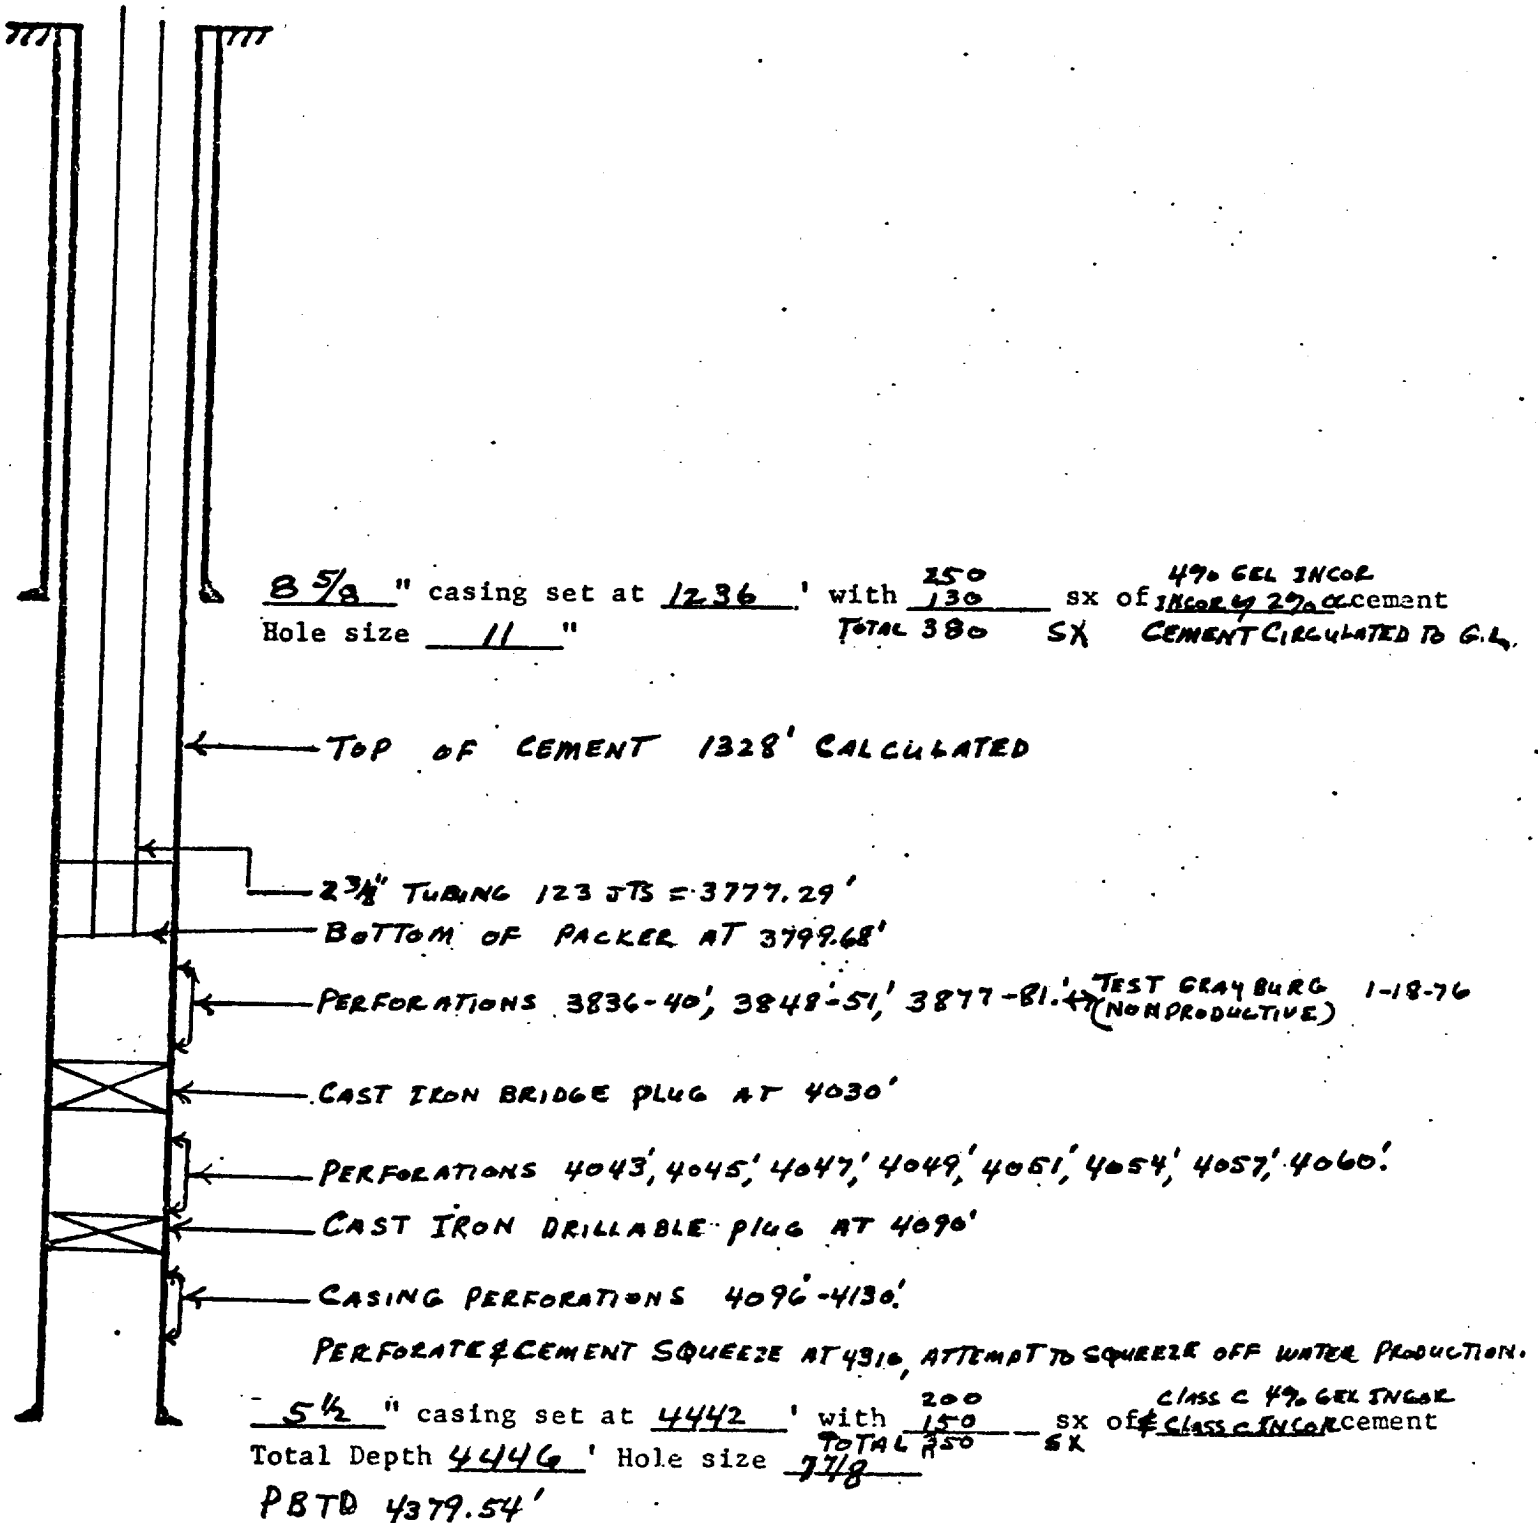 250 4% GEL INCOR
8 5/8 " casing set at 1236 ' with 130 sx of INCOR W/ 2% CC cement
Hole size 11 " TOTAL 380 SX CEMENT CIRCULATED TO G.L.
TOP OF CEMENT 1328' CALCULATED
2 3/8" TUBING 123 JTS = 3777.29'
BOTTOM OF PACKER AT 3799.68'
PERFORATIONS 3836-40', 3848'-51', 3877-81.' TEST GRAYBURG 1-18-76
(NONPRODUCTIVE)
CAST IRON BRIDGE PLUG AT 4030'
PERFORATIONS 4043', 4045', 4047', 4049', 4051', 4054', 4057', 4060'.
CAST IRON DRILLABLE PLUG AT 4090'
CASING PERFORATIONS 4096'-4130'.
PERFORATE & CEMENT SQUEEZE AT 4310, ATTEMPT TO SQUEEZE OFF WATER PRODUCTION.
200 CLASS C 4% GEL INCOR
5 1/2 " casing set at 4442 ' with 150 sx of & CLASS C INCOR cement
TOTAL 350 SX
Total Depth 4446 ' Hole size 7 7/8
PBTD 4379.54'